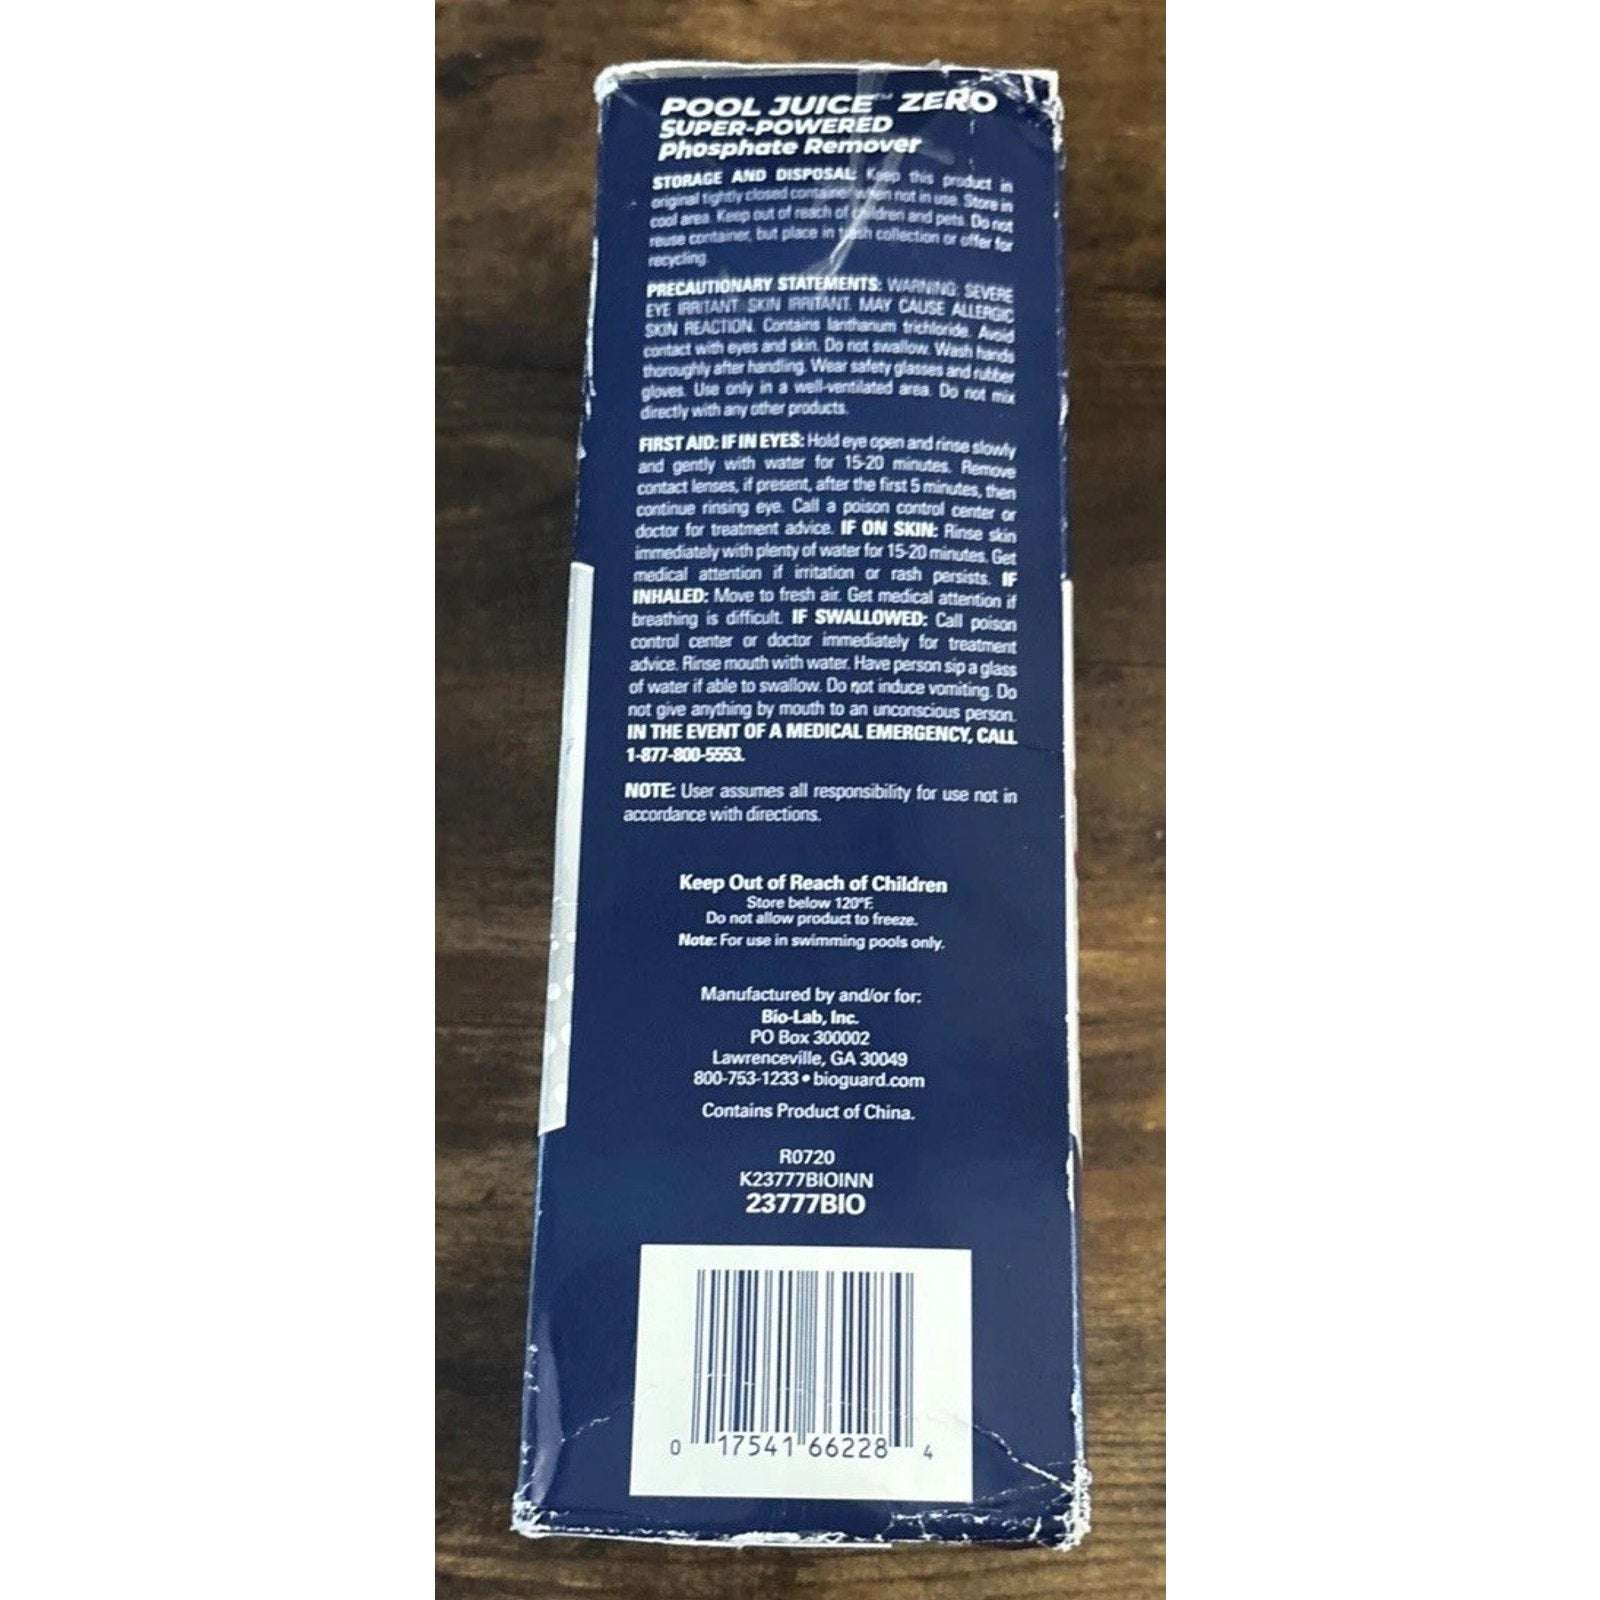 POOL JUICE™ ZERO
SUPER-POWERED
Phosphate Remover
STORAGE AND DISPOSAL: Keep this product in
original tightly closed container when not in use. Store in
cool area. Keep out of reach of children and pets. Do not
reuse container, but place in trash collection or offer for
recycling.
PRECAUTIONARY STATEMENTS: WARNING: SEVERE
EYE IRRITANT. SKIN IRRITANT. MAY CAUSE ALLERGIC
SKIN REACTION. Contains lanthanum trichloride. Avoid
contact with eyes and skin. Do not swallow. Wash hands
thoroughly after handling. Wear safety glasses and rubber
gloves. Use only in a well-ventilated area. Do not mix
directly with any other products.
FIRST AID: IF IN EYES: Hold eye open and rinse slowly
and gently with water for 15-20 minutes. Remove
contact lenses, if present, after the first 5 minutes, then
continue rinsing eye. Call a poison control center or
doctor for treatment advice. IF ON SKIN: Rinse skin
immediately with plenty of water for 15-20 minutes. Get
medical attention if irritation or rash persists. IF
INHALED: Move to fresh air. Get medical attention if
breathing is difficult. IF SWALLOWED: Call poison
control center or doctor immediately for treatment
advice. Rinse mouth with water. Have person sip a glass
of water if able to swallow. Do not induce vomiting. Do
not give anything by mouth to an unconscious person.
IN THE EVENT OF A MEDICAL EMERGENCY, CALL
1-877-800-5553.
NOTE: User assumes all responsibility for use not in
accordance with directions.
Keep Out of Reach of Children
Store below 120°F.
Do not allow product to freeze.
Note: For use in swimming pools only.
Manufactured by and/or for:
Bio-Lab, Inc.
PO Box 300002
Lawrenceville, GA 30049
800-753-1233 • bioguard.com
Contains Product of China.
R0720
K23777BIOINN
23777BIO
0 17541 66228 4